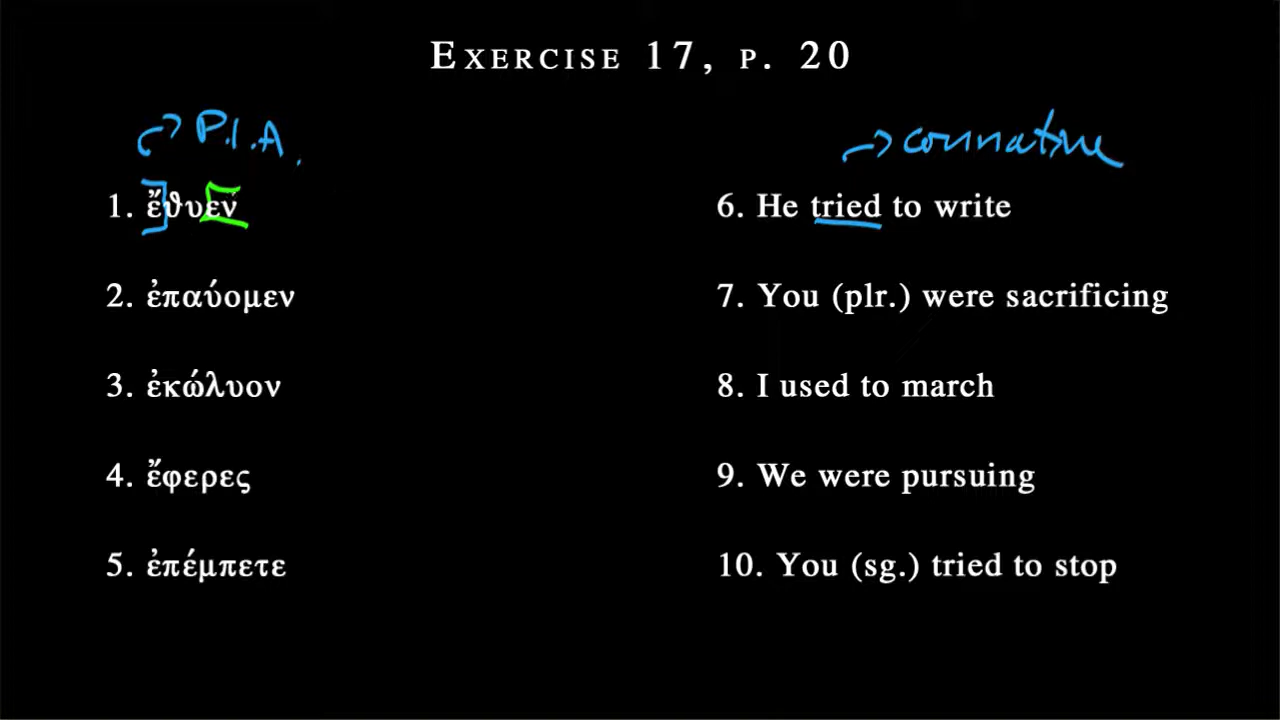 EXERCISE 17, P. 20
P.I.A.
conative
1. ἔθυεν
2. ἐπαύομεν
3. ἐκώλυον
4. ἔφερες
5. ἐπέμπετε
6. He tried to write
7. You (plr.) were sacrificing
8. I used to march
9. We were pursuing
10. You (sg.) tried to stop